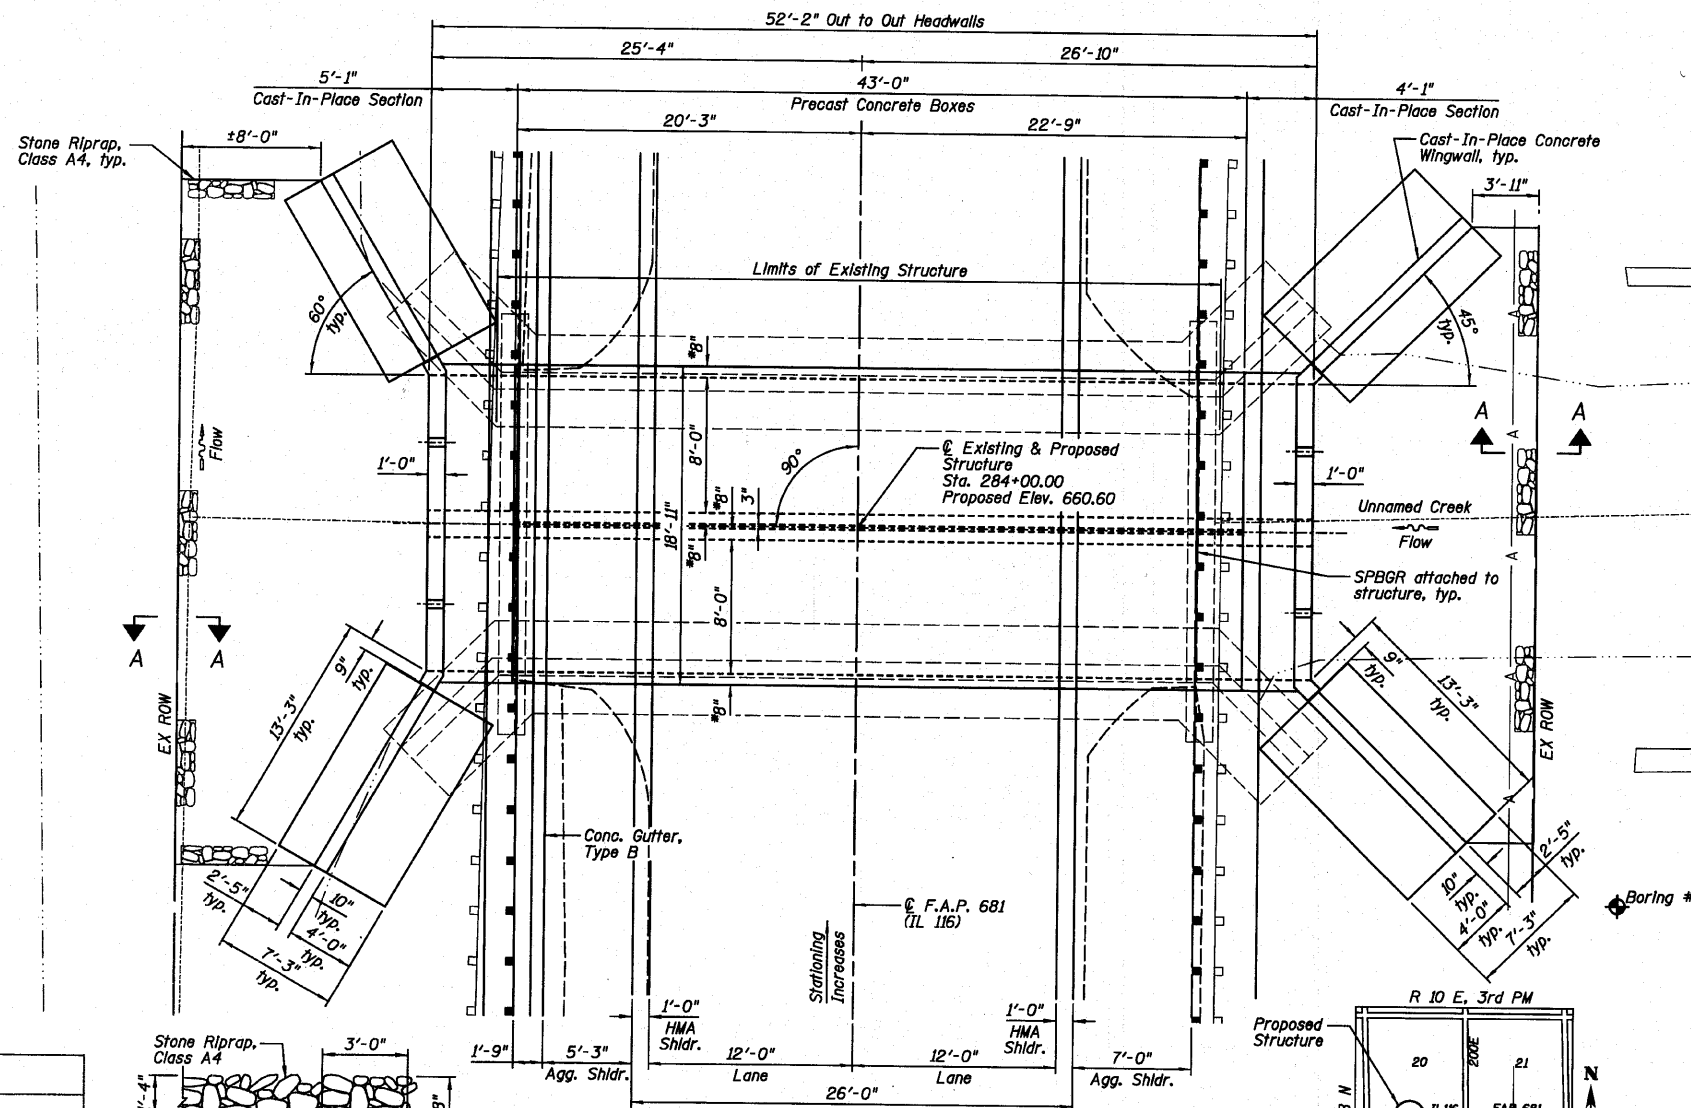 52'-2" Out to Out Headwalls
25'-4"
26'-10"
5'-1"
43'-0"
4'-1"
Cast-In-Place Section
Precast Concrete Boxes
Cast-In-Place Section
20'-3"
22'-9"
±8'-0"
Stone Riprap,
Class A4, typ.
Cast-In-Place Concrete
Wingwall, typ.
3'-11"
Limits of Existing Structure
60°
typ.
45°
typ.
*8"
A
A
A
Flow
8'-0"
90°
℄ Existing & Proposed
Structure
Sta. 284+00.00
Proposed Elev. 660.60
A
A
1'-0"
1'-0"
*8"
3"
18'-11"
*8"
Unnamed Creek
Flow
A
SPBGR attached to
structure, typ.
8'-0"
A
A
9"
typ.
9"
typ.
13'-3"
typ.
13'-3"
typ.
A
*8"
EX ROW
EX ROW
A
Conc. Gutter,
Type B
2'-5"
typ.
10"
typ.
4'-0"
typ.
7'-3"
typ.
2'-5"
typ.
10"
typ.
4'-0"
typ.
7'-3"
typ.
Boring #
℄ F.A.P. 681
(IL 116)
Stationing
Increases
R 10 E, 3rd PM
1'-0"
HMA
Shldr.
1'-0"
HMA
Shldr.
Proposed
Structure
Stone Riprap,
Class A4
3'-0"
1'-9"
5'-3"
Agg. Shldr.
12'-0"
Lane
12'-0"
Lane
7'-0"
Agg. Shldr.
26'-0"
20
200E
21
N